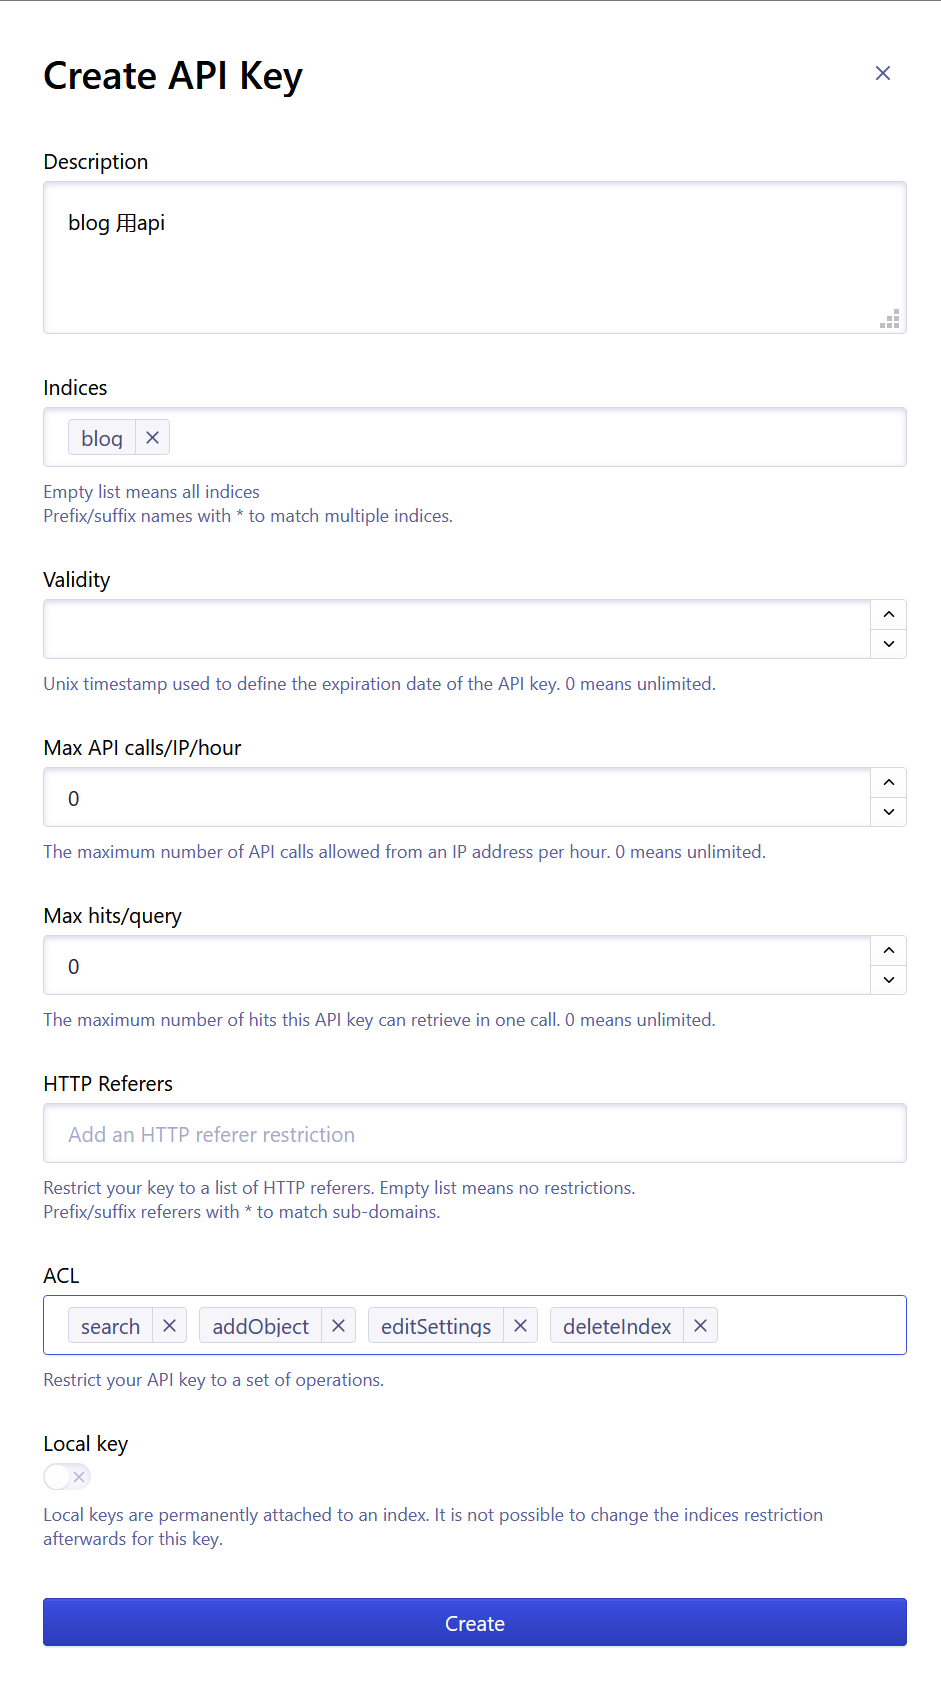 Create API Key
Description
blog 用api
Indices
blog
Empty list means all indices
Prefix/suffix names with * to match multiple indices.
Validity
Unix timestamp used to define the expiration date of the API key. 0 means unlimited.
Max API calls/IP/hour
0
The maximum number of API calls allowed from an IP address per hour. 0 means unlimited.
Max hits/query
0
The maximum number of hits this API key can retrieve in one call. 0 means unlimited.
HTTP Referers
Add an HTTP referer restriction
Restrict your key to a list of HTTP referers. Empty list means no restrictions.
Prefix/suffix referers with * to match sub-domains.
ACL
search addObject editSettings deleteIndex
Restrict your API key to a set of operations.
Local key
Local keys are permanently attached to an index. It is not possible to change the indices restriction
afterwards for this key.
Create